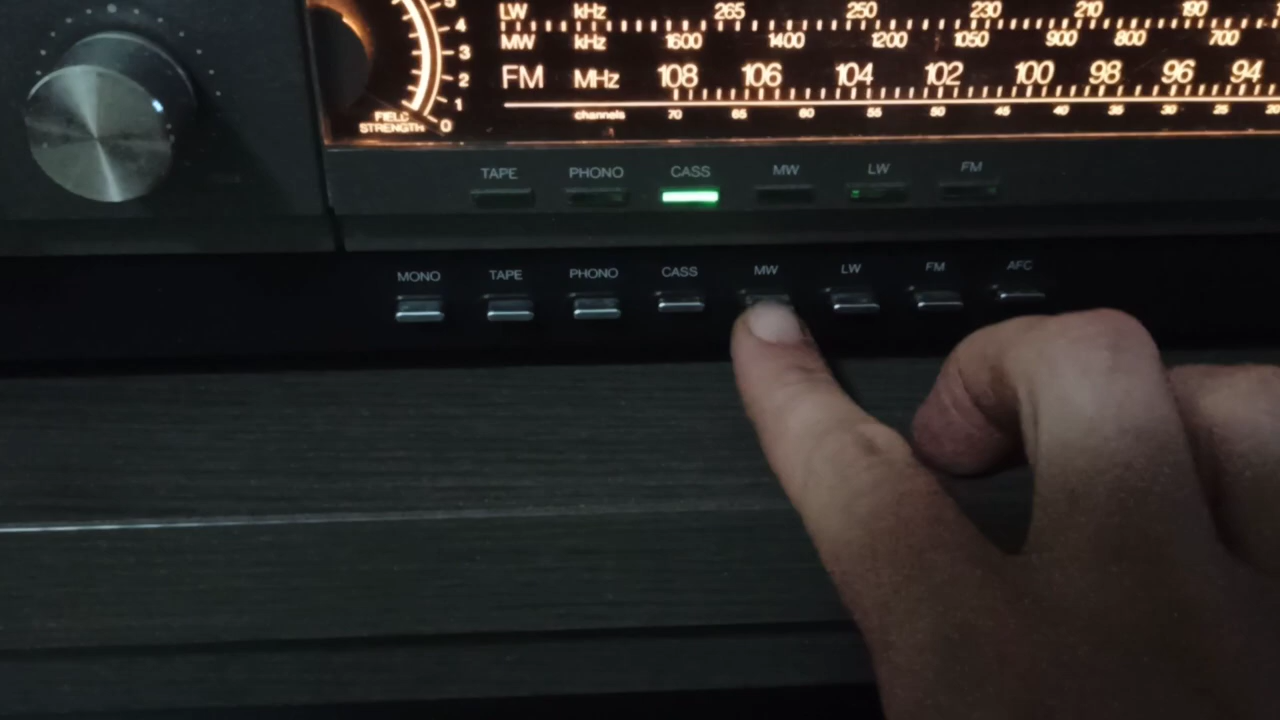 5
LW kHz 265 250 230 210 190
4
MW kHz 1600 1400 1200 1050 900 800 700
3
FM MHz 108 106 104 102 100 98 96 94
2
1
channels 70 65 60 55 50 45 40 35 30 25 20
FIELD
STRENGTH 0
TAPE PHONO CASS MW LW FM
MONO TAPE PHONO CASS MW LW FM AFC